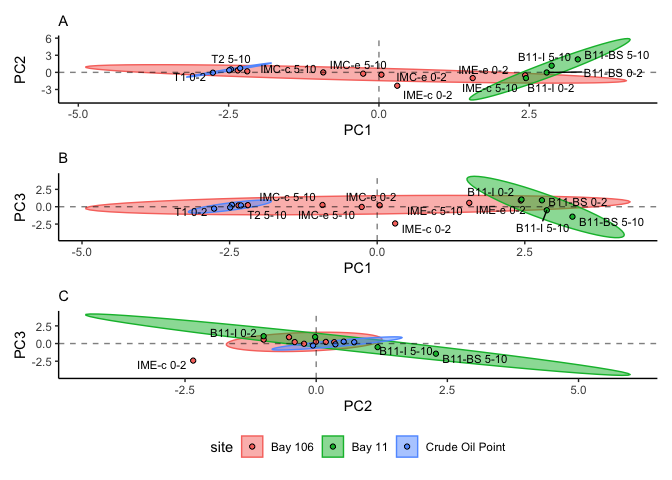 A
6
3
0
-3
PC2
T2 5-10
T1 0-2
IMC-c 5-10
IMC-e 5-10
IMC-e 0-2
IME-c 0-2
IME-e 0-2
IME-c 5-10
B11-I 5-10
B11-BS 5-10
B11-BS 0-2
B11-I 0-2
-5.0 -2.5 0.0 2.5
PC1
B
2.5
0.0
-2.5
PC3
T1 0-2
T2 5-10
IMC-c 5-10
IMC-e 5-10
IMC-e 0-2
IME-c 5-10
IME-c 0-2
IME-e 0-2
B11-I 0-2
B11-BS 0-2
B11-I 5-10
B11-BS 5-10
-5.0 -2.5 0.0 2.5
PC1
C
2.5
0.0
-2.5
PC3
B11-I 0-2
IME-c 0-2
B11-I 5-10
B11-BS 5-10
-2.5 0.0 2.5 5.0
PC2
site Bay 106 Bay 11 Crude Oil Point